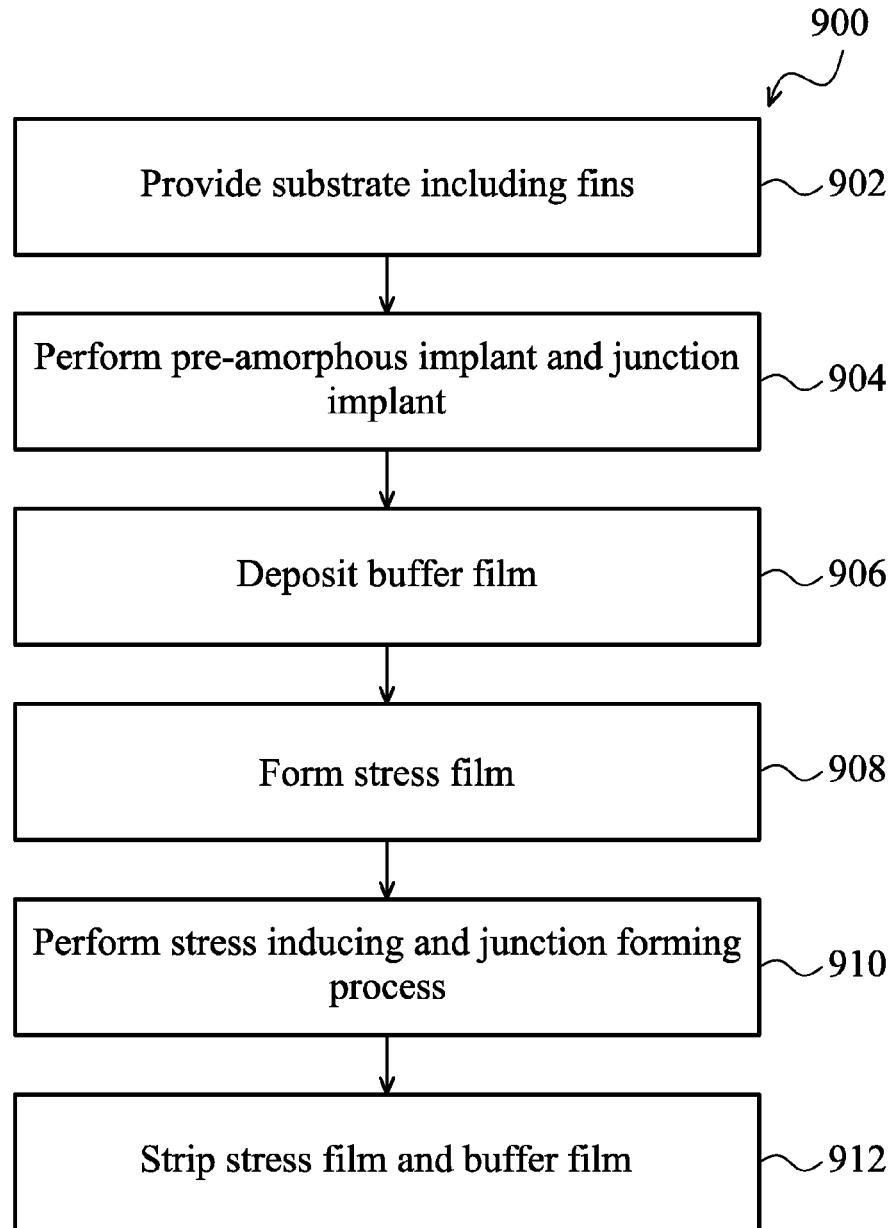 900
Provide substrate including fins
902
Perform pre-amorphous implant and junction
implant
904
Deposit buffer film
906
Form stress film
908
Perform stress inducing and junction forming
process
910
Strip stress film and buffer film
912